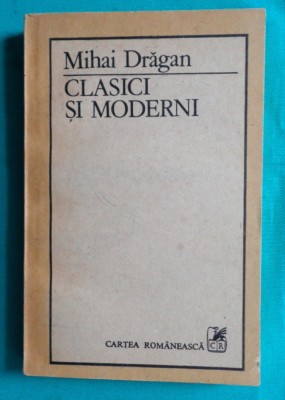 Mihai Drăgan
CLASICI
ȘI MODERNI
CARTEA ROMÂNEASCĂ
CR